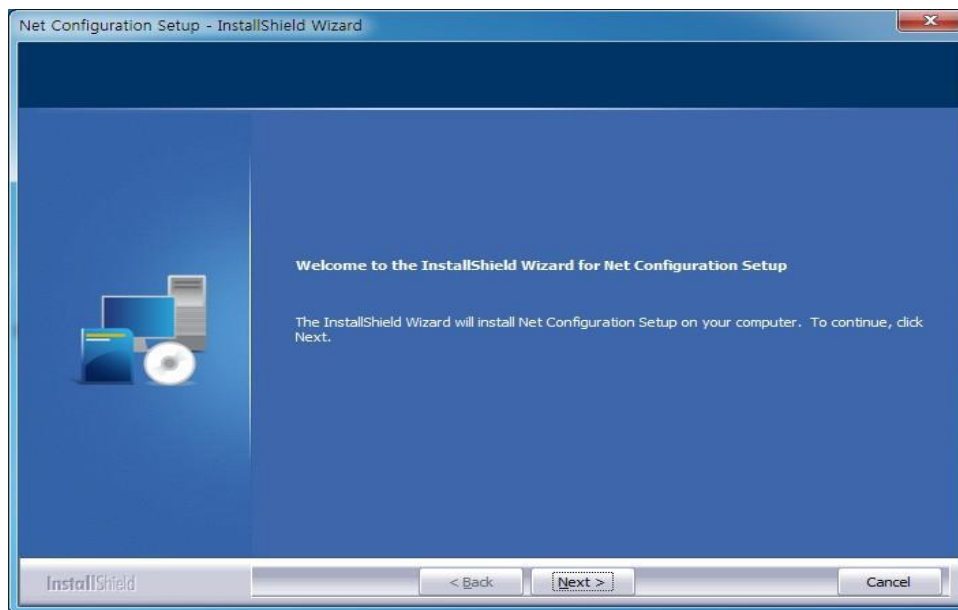 Net Configuration Setup - InstallShield Wizard
Welcome to the InstallShield Wizard for Net Configuration Setup
The InstallShield Wizard will install Net Configuration Setup on your computer. To continue, click
Next.
InstallShield
< Back
Next >
Cancel